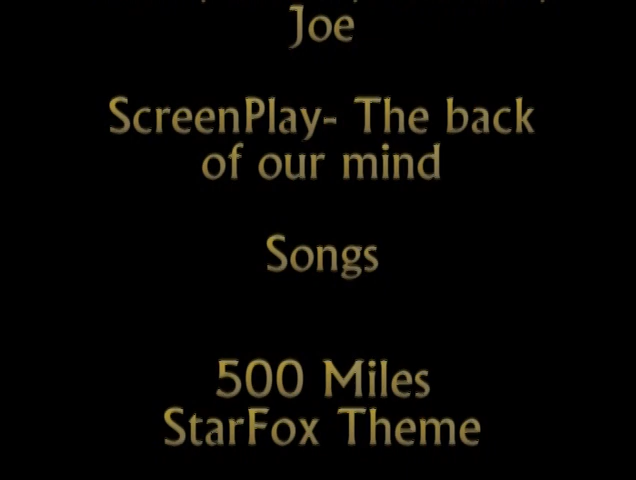 Joe
ScreenPlay- The back
of our mind
Songs
500 Miles
StarFox Theme